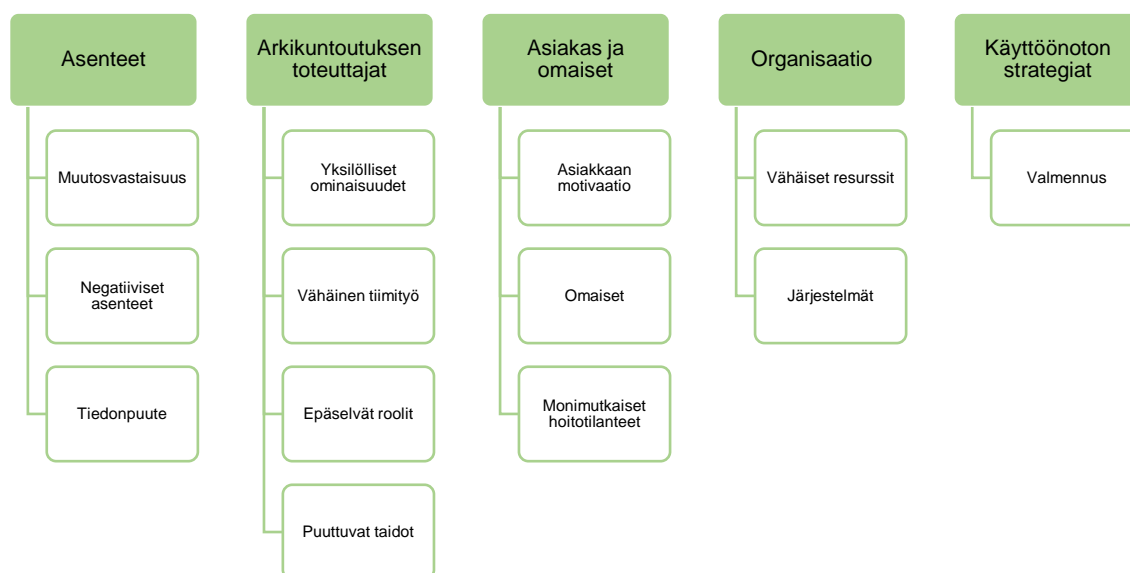 Asenteet
Muutosvastaisuus
Negatiiviset
asenteet
Tiedonpuute
Arkikuntoutuksen
toteuttajat
Yksilölliset
ominaisuudet
Vähäinen tiimityö
Epäselvät roolit
Puuttuvat taidot
Asiakas ja
omaiset
Asiakkaan
motivaatio
Omaiset
Monimutkaiset
hoitotilanteet
Organisaatio
Vähäiset resurssit
Järjestelmät
Käyttöönoton
strategiat
Valmennus